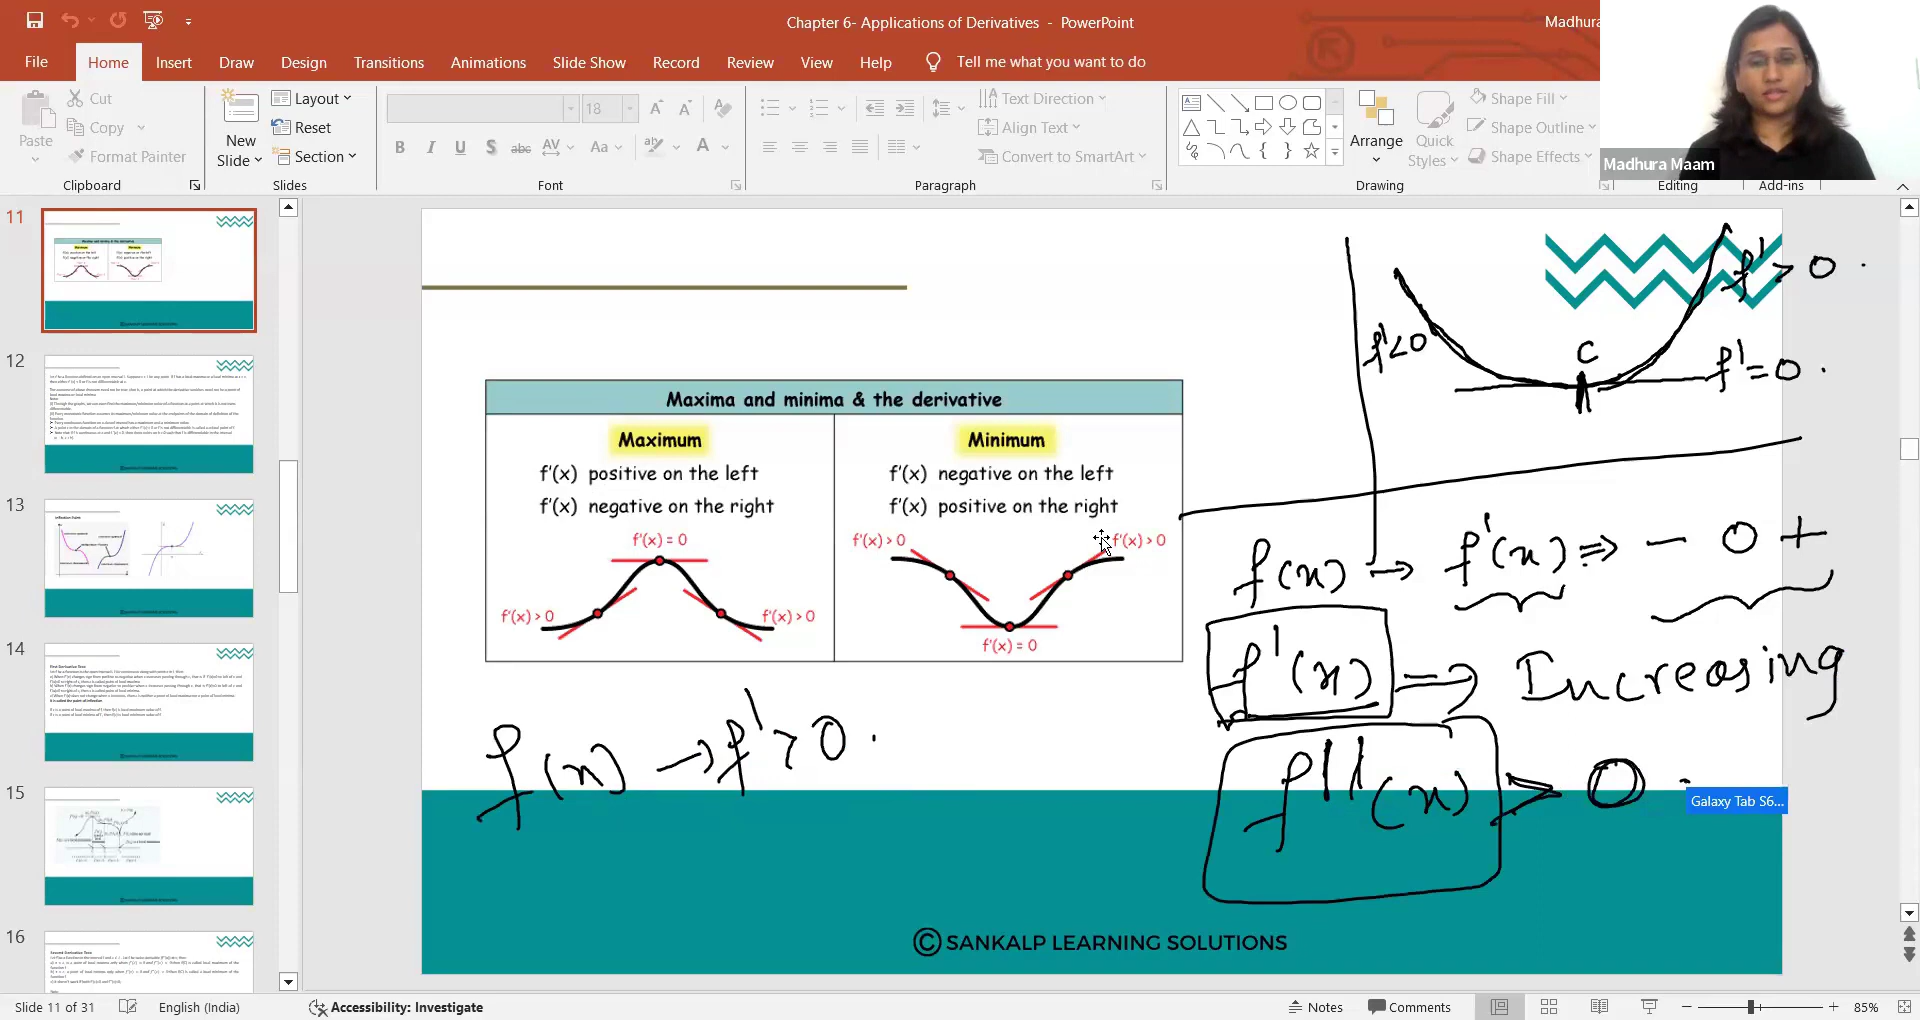 Chapter 6- Applications of Derivatives - PowerPoint
Madhura
File Home Insert Draw Design Transitions Animations Slide Show Record Review View Help Tell me what you want to do
Paste
Cut
Copy
Format Painter
Clipboard
New Slide
Layout
Reset
Section
Slides
18
B I U S abc AV Aa A
Font
Text Direction
Align Text
Convert to SmartArt
Paragraph
Arrange
Quick Styles
Shape Fill
Shape Outline
Shape Effects
Drawing
Editing
Add-ins
Madhura Maam
11
12
13
14
15
16
Maxima and minima & the derivative
Maximum
f'(x) positive on the left
f'(x) negative on the right
f'(x) = 0
f'(x) > 0
f'(x) > 0
Minimum
f'(x) negative on the left
f'(x) positive on the right
f'(x) > 0
f'(x) > 0
f'(x) = 0
f' > 0 .
f' < 0
C
f' = 0 .
f(x) → f'(x) ⇒ − 0 +
f'(x) ⇒ Increasing
f''(x) > 0 .
f(x) → f' > 0 .
Galaxy Tab S6...
© SANKALP LEARNING SOLUTIONS
Slide 11 of 31 English (India) Accessibility: Investigate Notes Comments 85%